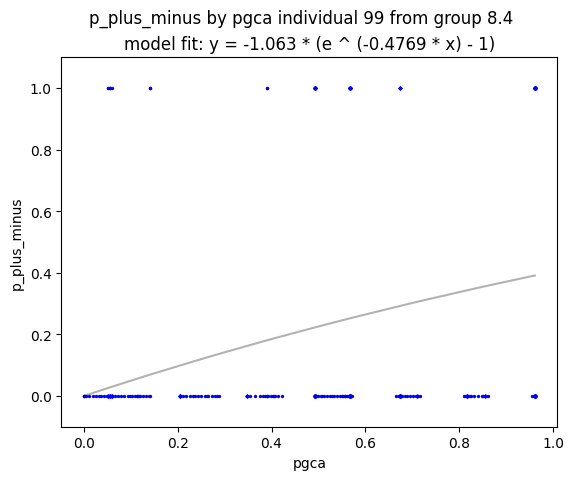 p_plus_minus by pgca individual 99 from group 8.4
model fit: y = -1.063 * (e ^ (-0.4769 * x) - 1)
p_plus_minus
1.0
0.8
0.6
0.4
0.2
0.0
0.0 0.2 0.4 0.6 0.8 1.0
pgca